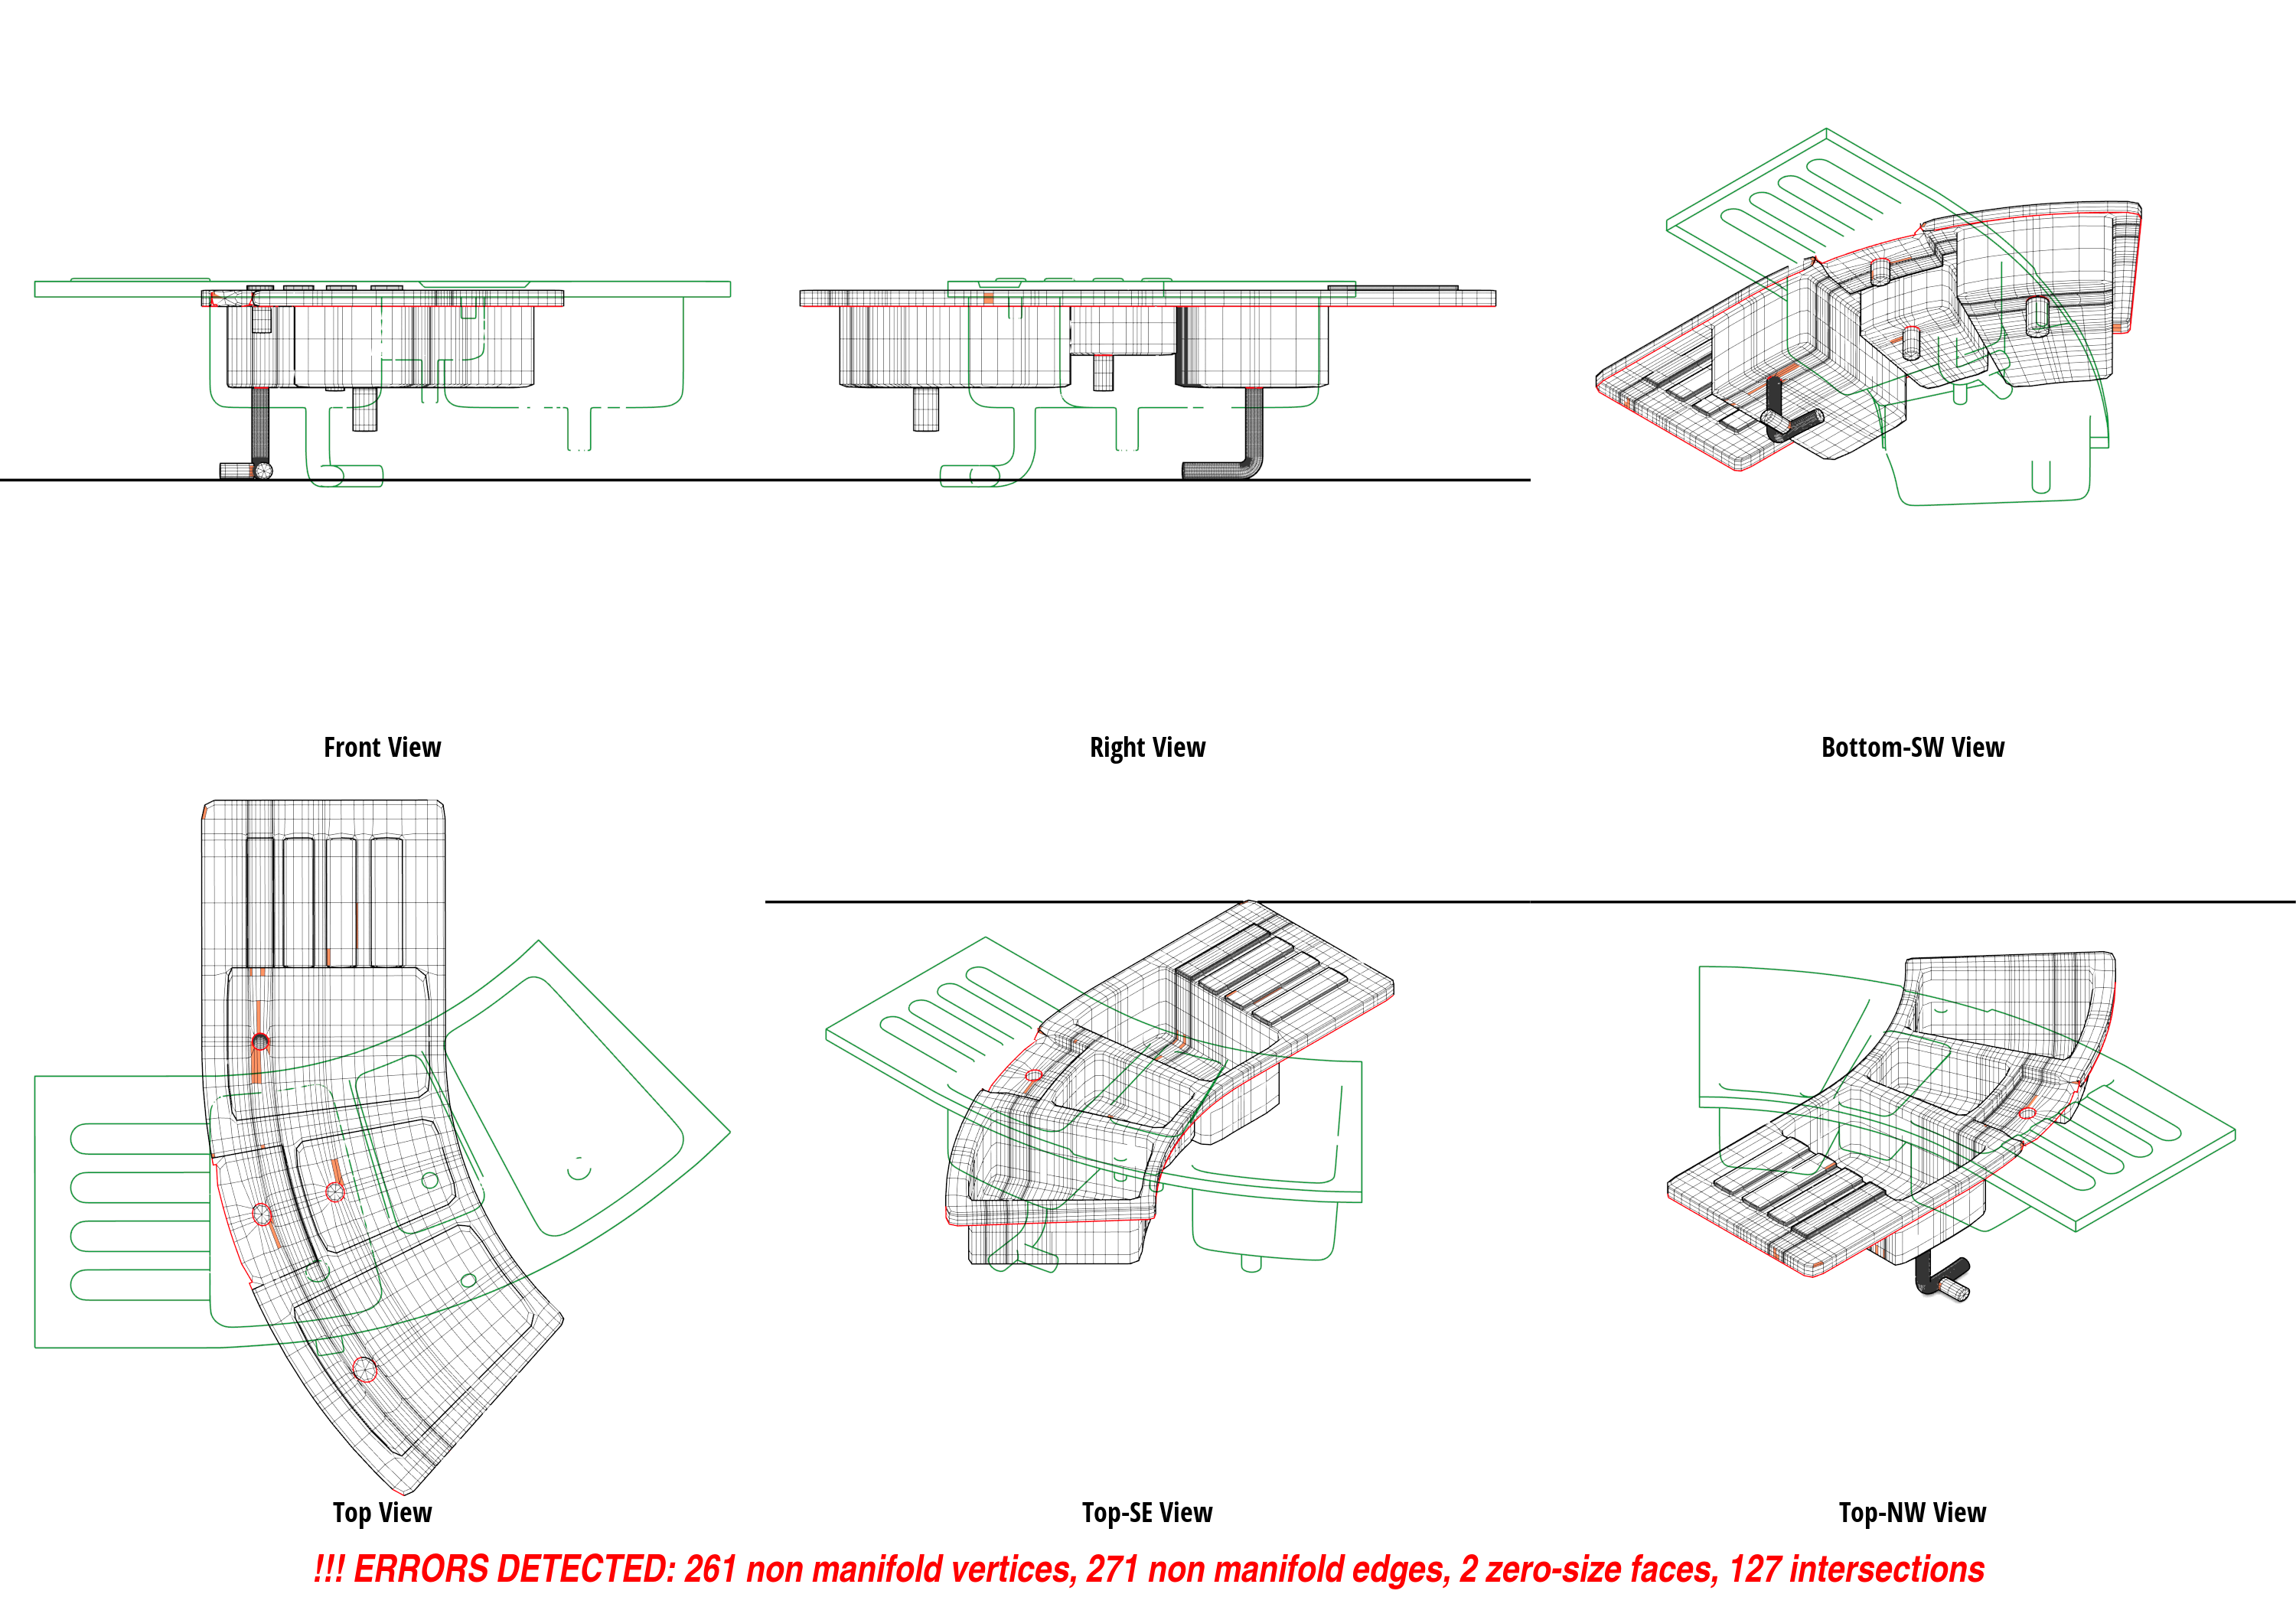 Front View
Right View
Bottom-SW View
Top View
Top-SE View
Top-NW View
!!! ERRORS DETECTED: 261 non manifold vertices, 271 non manifold edges, 2 zero-size faces, 127 intersections